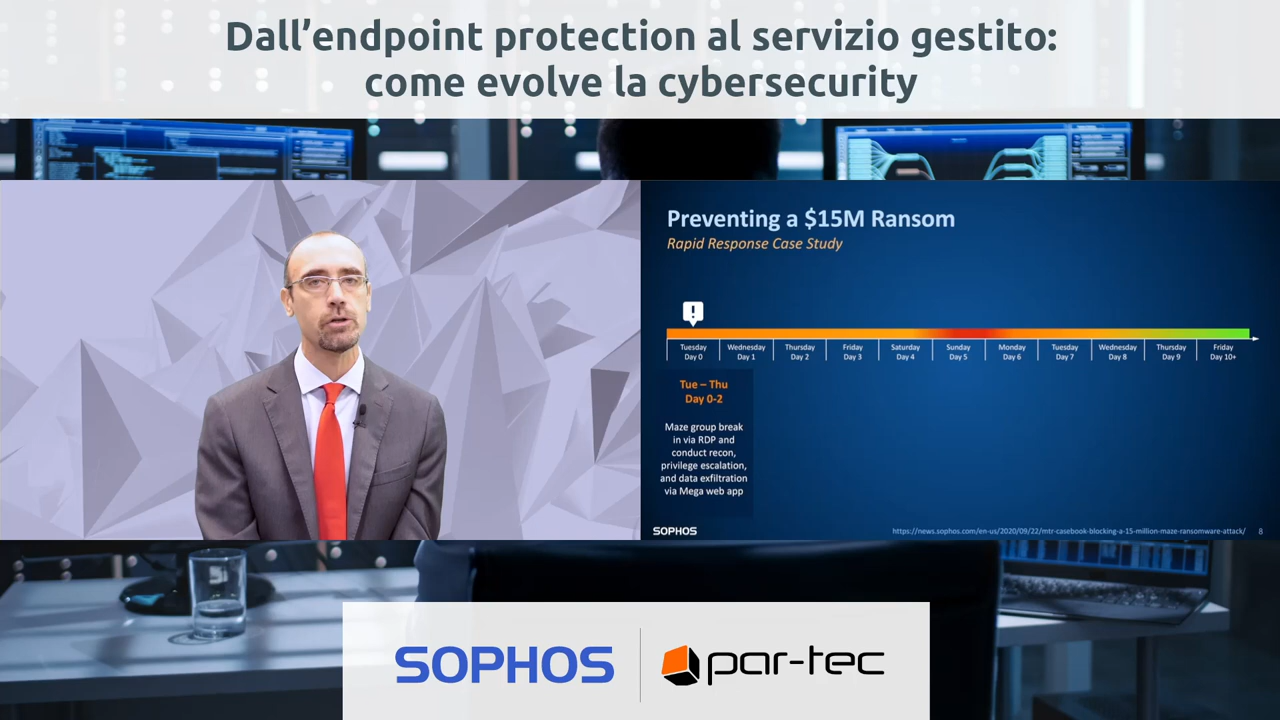 Dall’endpoint protection al servizio gestito:
come evolve la cybersecurity
Preventing a $15M Ransom
Rapid Response Case Study
!
Tuesday Wednesday Thursday Friday Saturday Sunday Monday Tuesday Wednesday Thursday Friday
Day 0 Day 1 Day 2 Day 3 Day 4 Day 5 Day 6 Day 7 Day 8 Day 9 Day 10+
Tue – Thu
Day 0-2
Maze group break
in via RDP and
conduct recon,
privilege escalation,
and data exfiltration
via Mega web app
SOPHOS
https://news.sophos.com/en-us/2020/09/22/mtr-casebook-blocking-a-15-million-maze-ransomware-attack/ 8
SOPHOS
par-tec